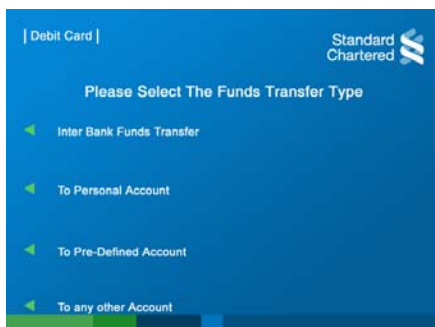 | Debit Card |
Standard
Chartered
Please Select The Funds Transfer Type
Inter Bank Funds Transfer
To Personal Account
To Pre-Defined Account
To any other Account